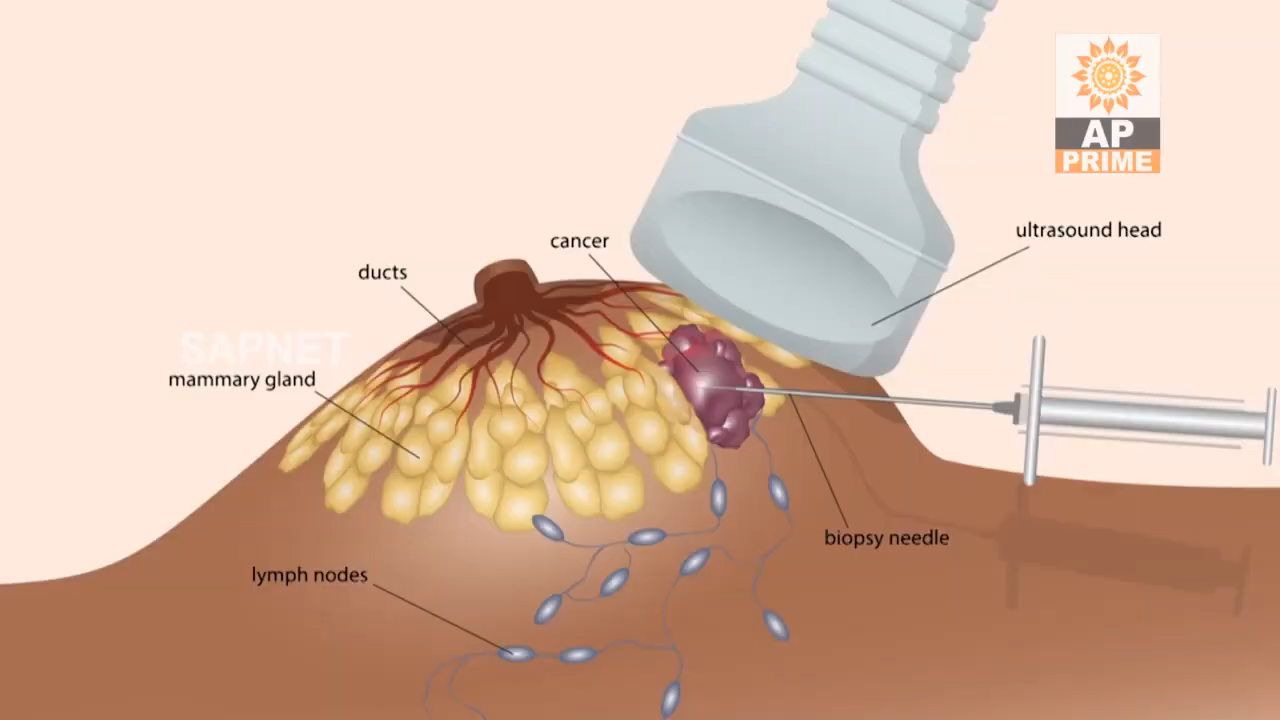 AP
PRIME
ultrasound head
cancer
ducts
SAPNET
mammary gland
biopsy needle
lymph nodes